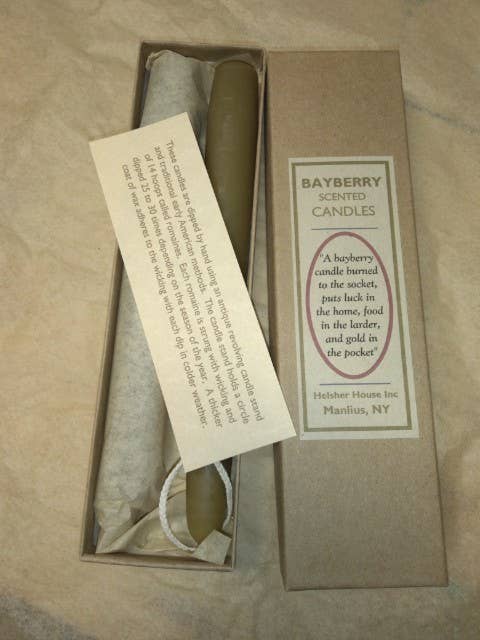 These candles are dipped by hand using an antique revolving candle stand
and traditional early American methods. The candle stand holds a circle
of 14 hoops called romaines. Each romaine is strung with wicking and
dipped 25 to 30 times depending on the season of the year. A thicker
coat of wax adheres to the wicking with each dip in colder weather.
BAYBERRY
SCENTED
CANDLES
"A bayberry
candle burned
to the socket,
puts luck in
the home, food
in the larder,
and gold in
the pocket"
Helsher House Inc
Manlius, NY